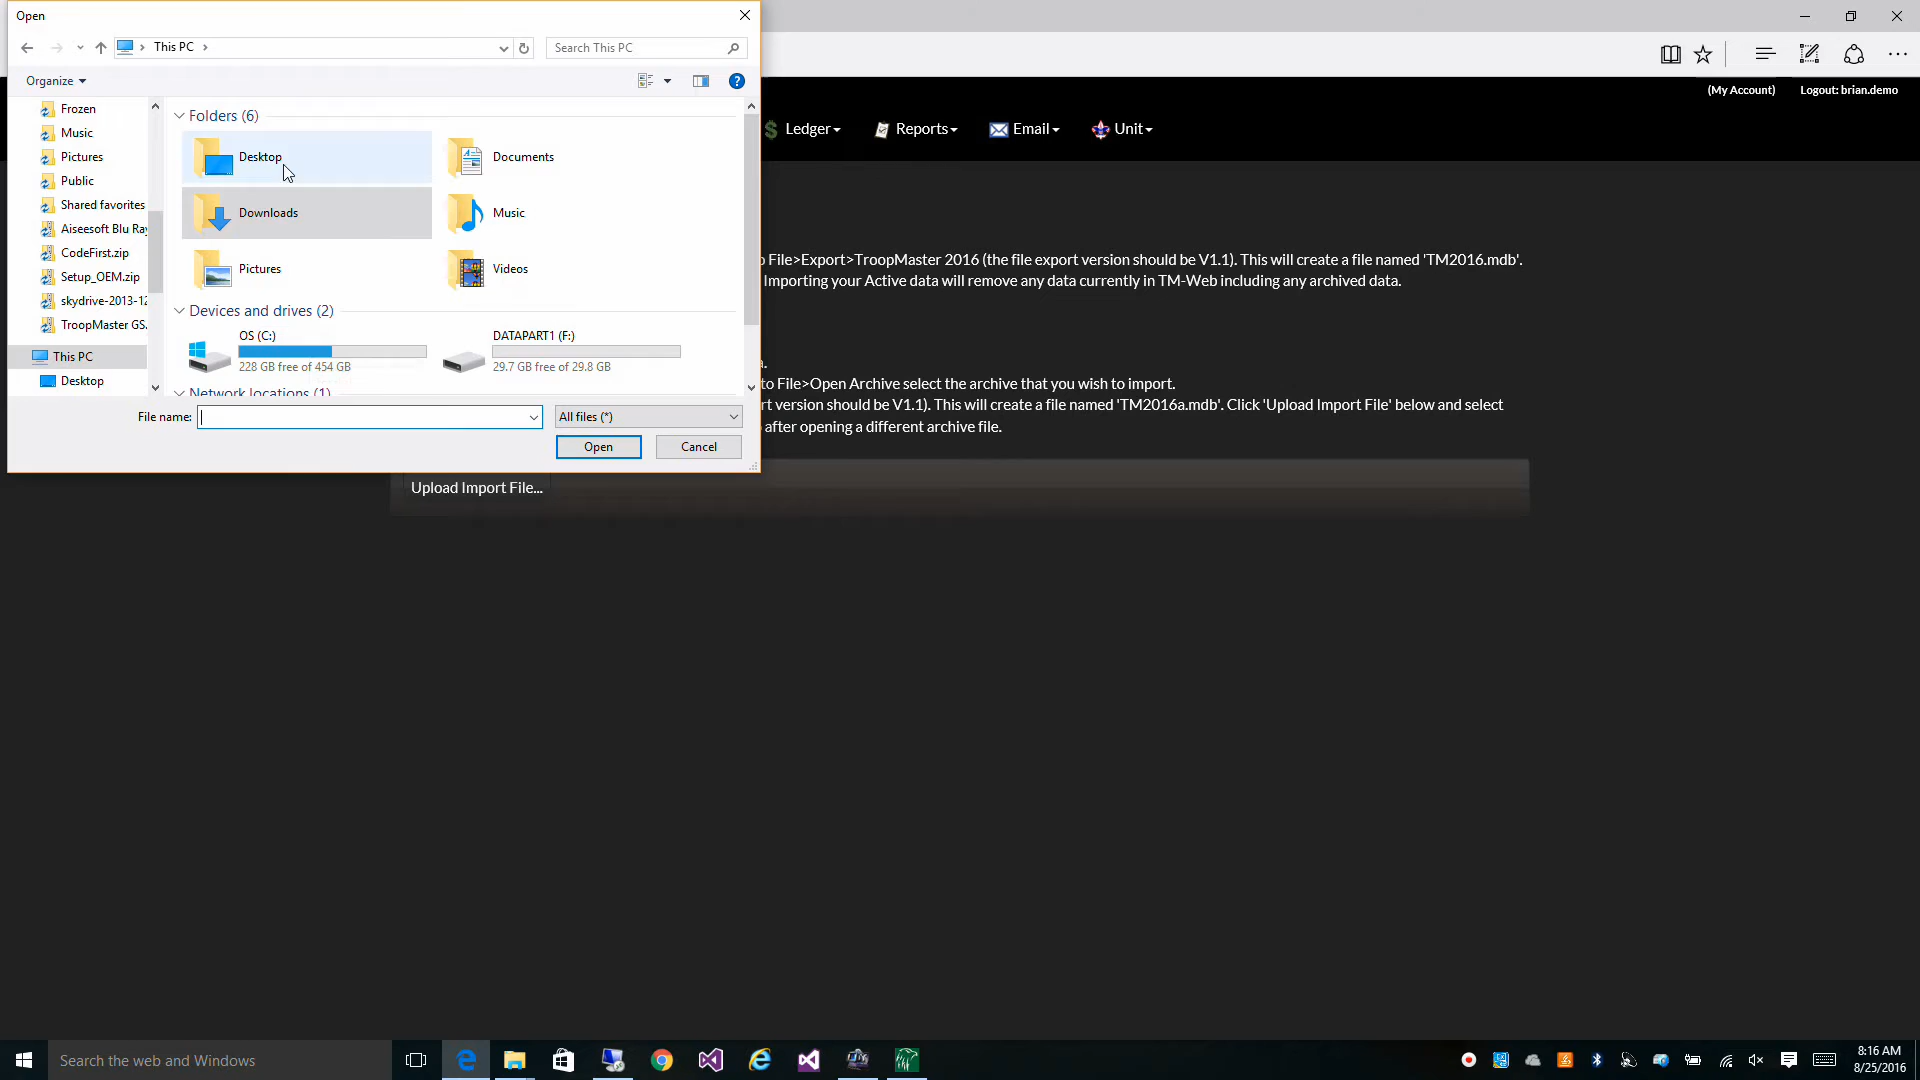 Open
This PC
Search This PC
Organize
(My Account)
Logout: brian.demo
Ledger
Reports
Email
Unit
Frozen
Music
Pictures
Public
Shared favorites
Aiseesoft Blu Ray
CodeFirst.zip
Setup_OEM.zip
skydrive-2013-12
TroopMaster GS.
This PC
Desktop
Folders (6)
Desktop
Documents
Downloads
Music
Pictures
Videos
Devices and drives (2)
OS (C:)
228 GB free of 454 GB
DATAPART1 (F:)
29.7 GB free of 29.8 GB
Network locations (1)
File name:
All files (*)
Open
Cancel
File>Export>TroopMaster 2016 (the file export version should be V1.1). This will create a file named 'TM2016.mdb'.
Importing your Active data will remove any data currently in TM-Web including any archived data.
to File>Open Archive select the archive that you wish to import.
version should be V1.1). This will create a file named 'TM2016a.mdb'. Click 'Upload Import File' below and select
after opening a different archive file.
Upload Import File...
Search the web and Windows
8:16 AM
8/25/2016